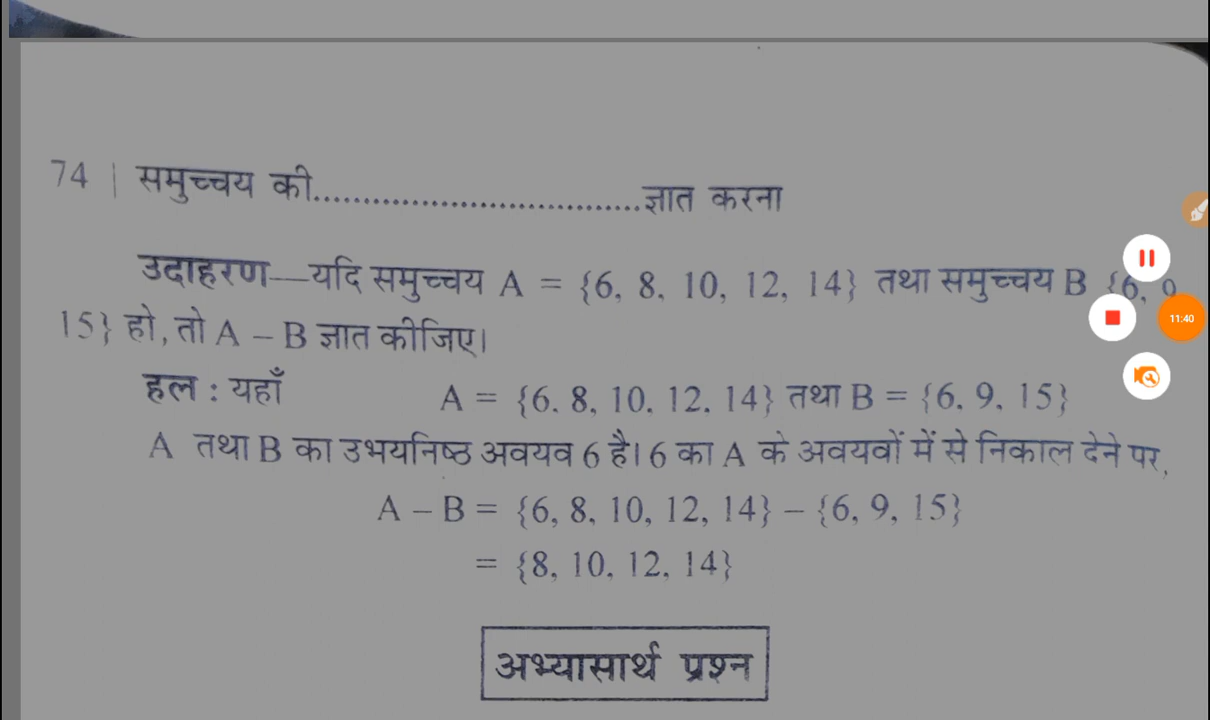 74 | समुच्चय की.................................ज्ञात करना
उदाहरण—यदि समुच्चय A = {6, 8, 10, 12, 14} तथा समुच्चय B {6, 9
15} हो, तो A – B ज्ञात कीजिए।
हल : यहाँ A = {6. 8, 10. 12. 14} तथा B = {6. 9. 15}
A तथा B का उभयनिष्ठ अवयव 6 है। 6 का A के अवयवों में से निकाल देने पर,
A – B = {6, 8, 10, 12, 14} – {6, 9, 15}
= {8, 10, 12, 14}
अभ्यासार्थ प्रश्न
11:40